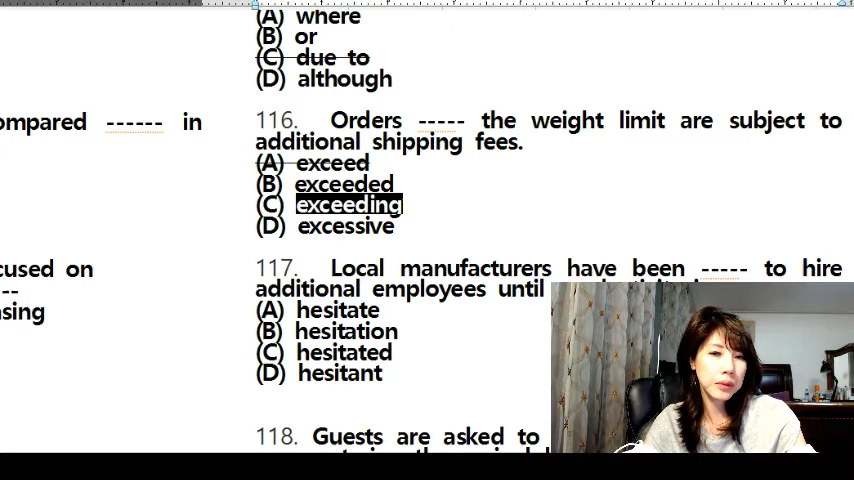 (A) where
(B) or
(C) due to
(D) although
ompared ------ in
116. Orders ----- the weight limit are subject to
additional shipping fees.
(A) exceed
(B) exceeded
(C) exceeding
(D) excessive
cused on
--
asing
117. Local manufacturers have been ----- to hire
additional employees until
(A) hesitate
(B) hesitation
(C) hesitated
(D) hesitant
118. Guests are asked to